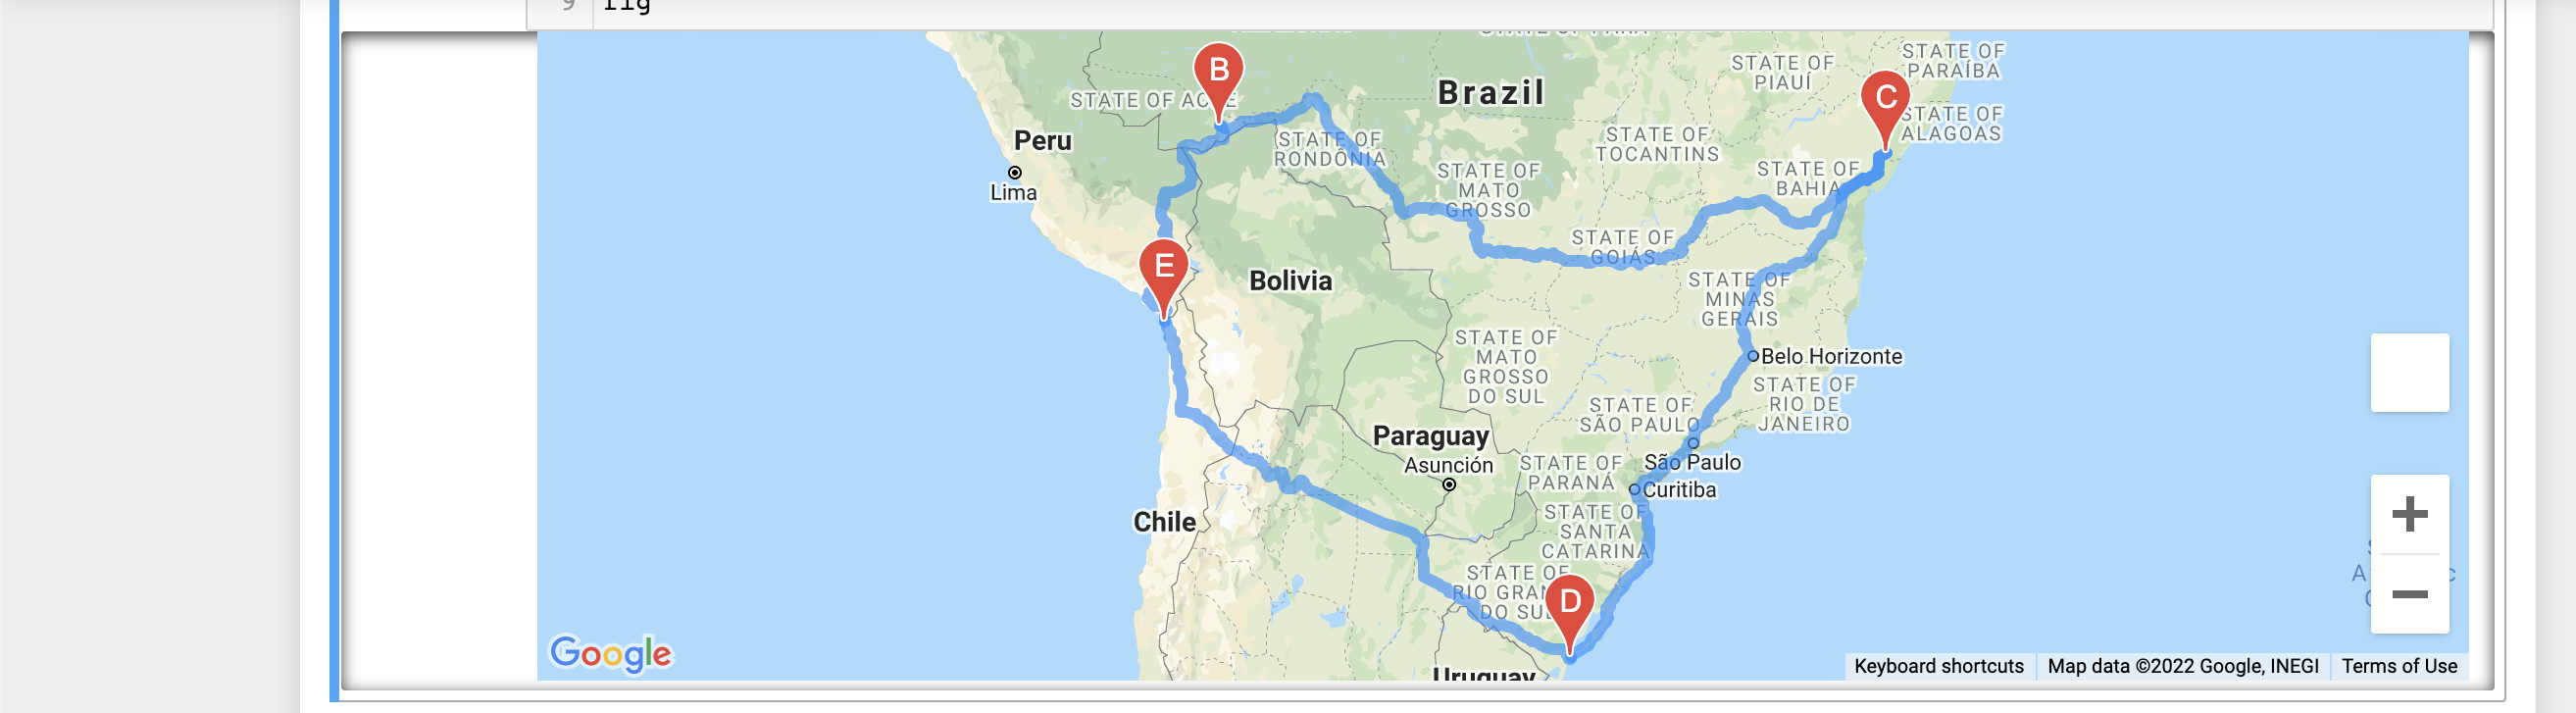 9 fig
STATE OF
PARAÍBA
STATE OF
PIAUÍ
B
Brazil
C
STATE OF
STATE OF
ALAGOAS
Peru
STATE OF
RONDÔNIA
STATE OF
TOCANTINS
Lima
STATE OF
MATO
GROSSO
STATE OF
BAHIA
STATE OF
GOIÁS
E
Bolivia
STATE OF
MINAS
GERAIS
STATE OF
MATO
GROSSO
DO SUL
Belo Horizonte
STATE OF
RIO DE
JANEIRO
STATE OF
SÃO PAULO
Paraguay
Asunción
STATE OF
PARANÁ
São Paulo
Curitiba
Chile
STATE OF
SANTA
CATARINA
STATE OF
RIO GRAN
DO SUL
D
Uruguay
Google
Keyboard shortcuts Map data ©2022 Google, INEGI Terms of Use